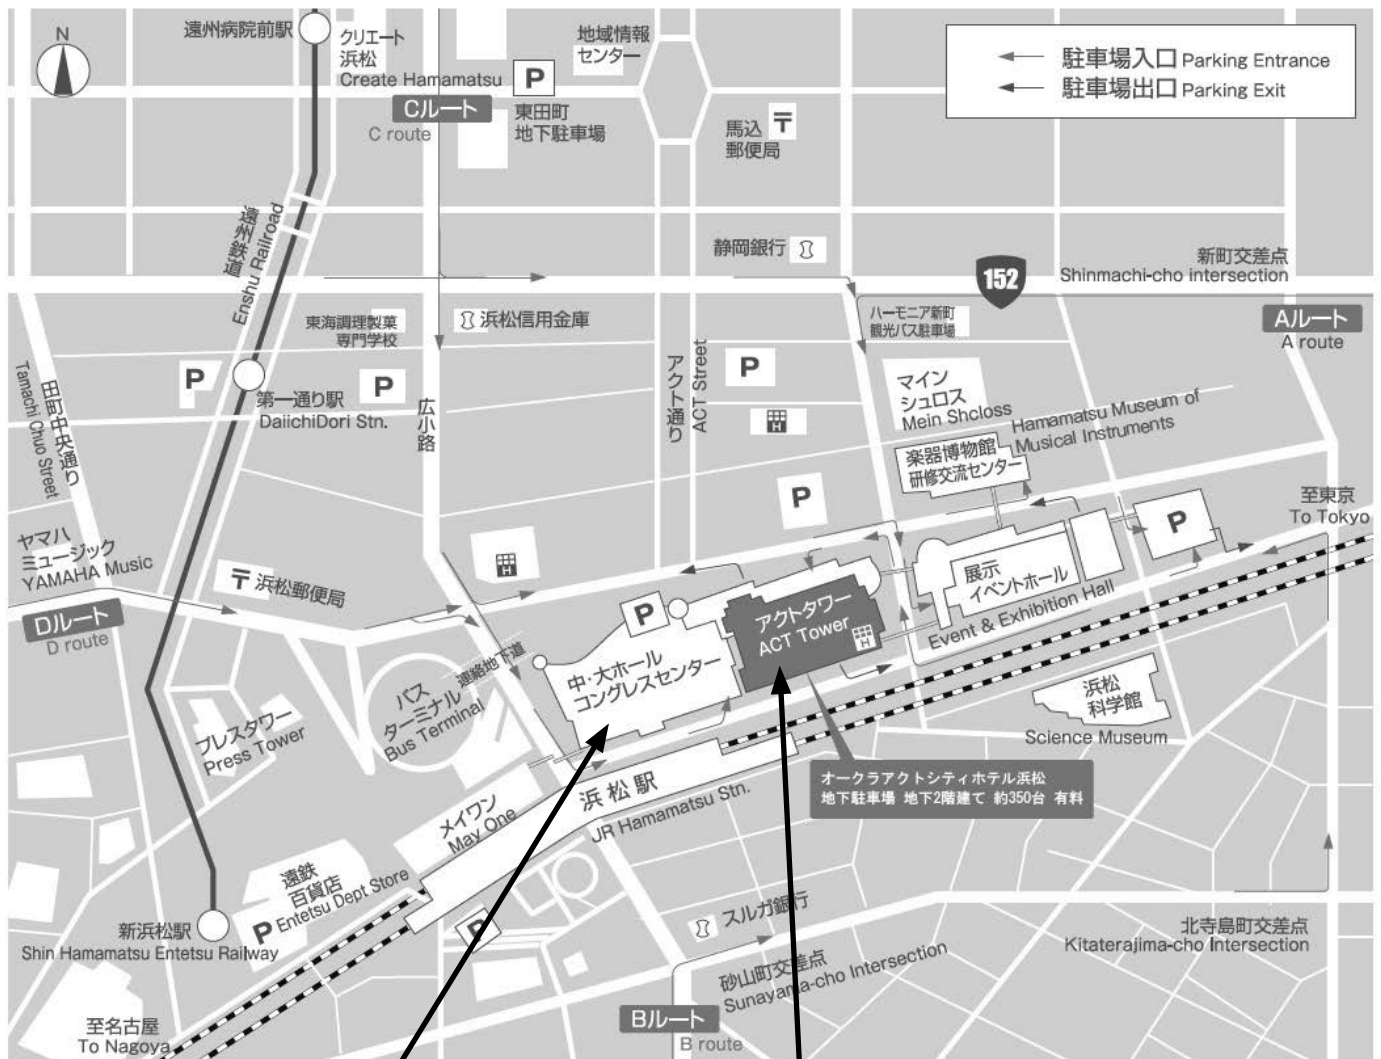 N
遠州病院前駅
クリエート
浜松
Create Hamamatsu
Cルート
C route
P
東田町
地下駐車場
地域情報
センター
馬込
郵便局
駐車場入口 Parking Entrance
駐車場出口 Parking Exit
遠州鉄道
Enshu Railroad
静岡銀行
152
新町交差点
Shinmachi-cho intersection
Aルート
A route
東海調理製菓
専門学校
浜松信用金庫
ハーモニア新町
観光バス駐車場
P
第一通り駅
DaiichiDori Stn.
P
広小路
アクト通り
ACT Street
P
H
マイン
シュロス
Mein Shcloss
Hamamatsu Museum of
Musical Instruments
楽器博物館
研修交流センター
田町中央通り
Tamachi Chuo Street
P
P
至東京
To Tokyo
ヤマハ
ミュージック
YAMAHA Music
浜松郵便局
H
Dルート
D route
P
アクトタワー
ACT Tower
H
展示
イベントホール
Event & Exhibition Hall
連絡地下道
中・大ホール
コングレスセンター
バス
ターミナル
Bus Terminal
プレスタワー
Press Tower
浜松
科学館
Science Museum
オークラアクトシティホテル浜松
地下駐車場 地下2階建て 約350台 有料
浜松駅
JR Hamamatsu Stn.
メイワン
May One
遠鉄
百貨店
Entetsu Dept Store
P
P
新浜松駅
Shin Hamamatsu Entetsu Railway
スルガ銀行
砂山町交差点
Sunayama-cho Intersection
北寺島町交差点
Kitaterajima-cho Intersection
Bルート
B route
至名古屋
To Nagoya